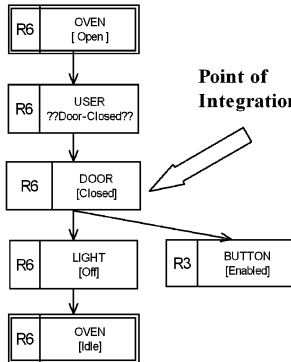 R6
OVEN
[ Open ]
R6
USER
??Door-Closed??
Point of
Integration
R6
DOOR
[Closed]
R6
LIGHT
[Off]
R3
BUTTON
[Enabled]
R6
OVEN
[Idle]